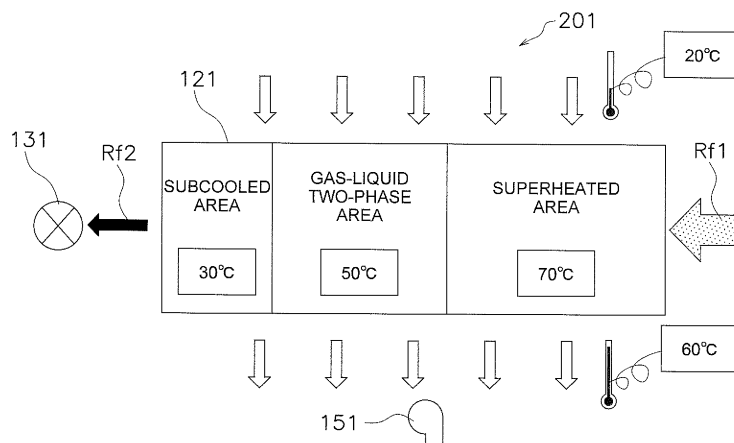 201
20℃
121
131
Rf2
Rf1
SUBCOOLED
AREA
GAS-LIQUID
TWO-PHASE
AREA
SUPERHEATED
AREA
30℃
50℃
70℃
60℃
151